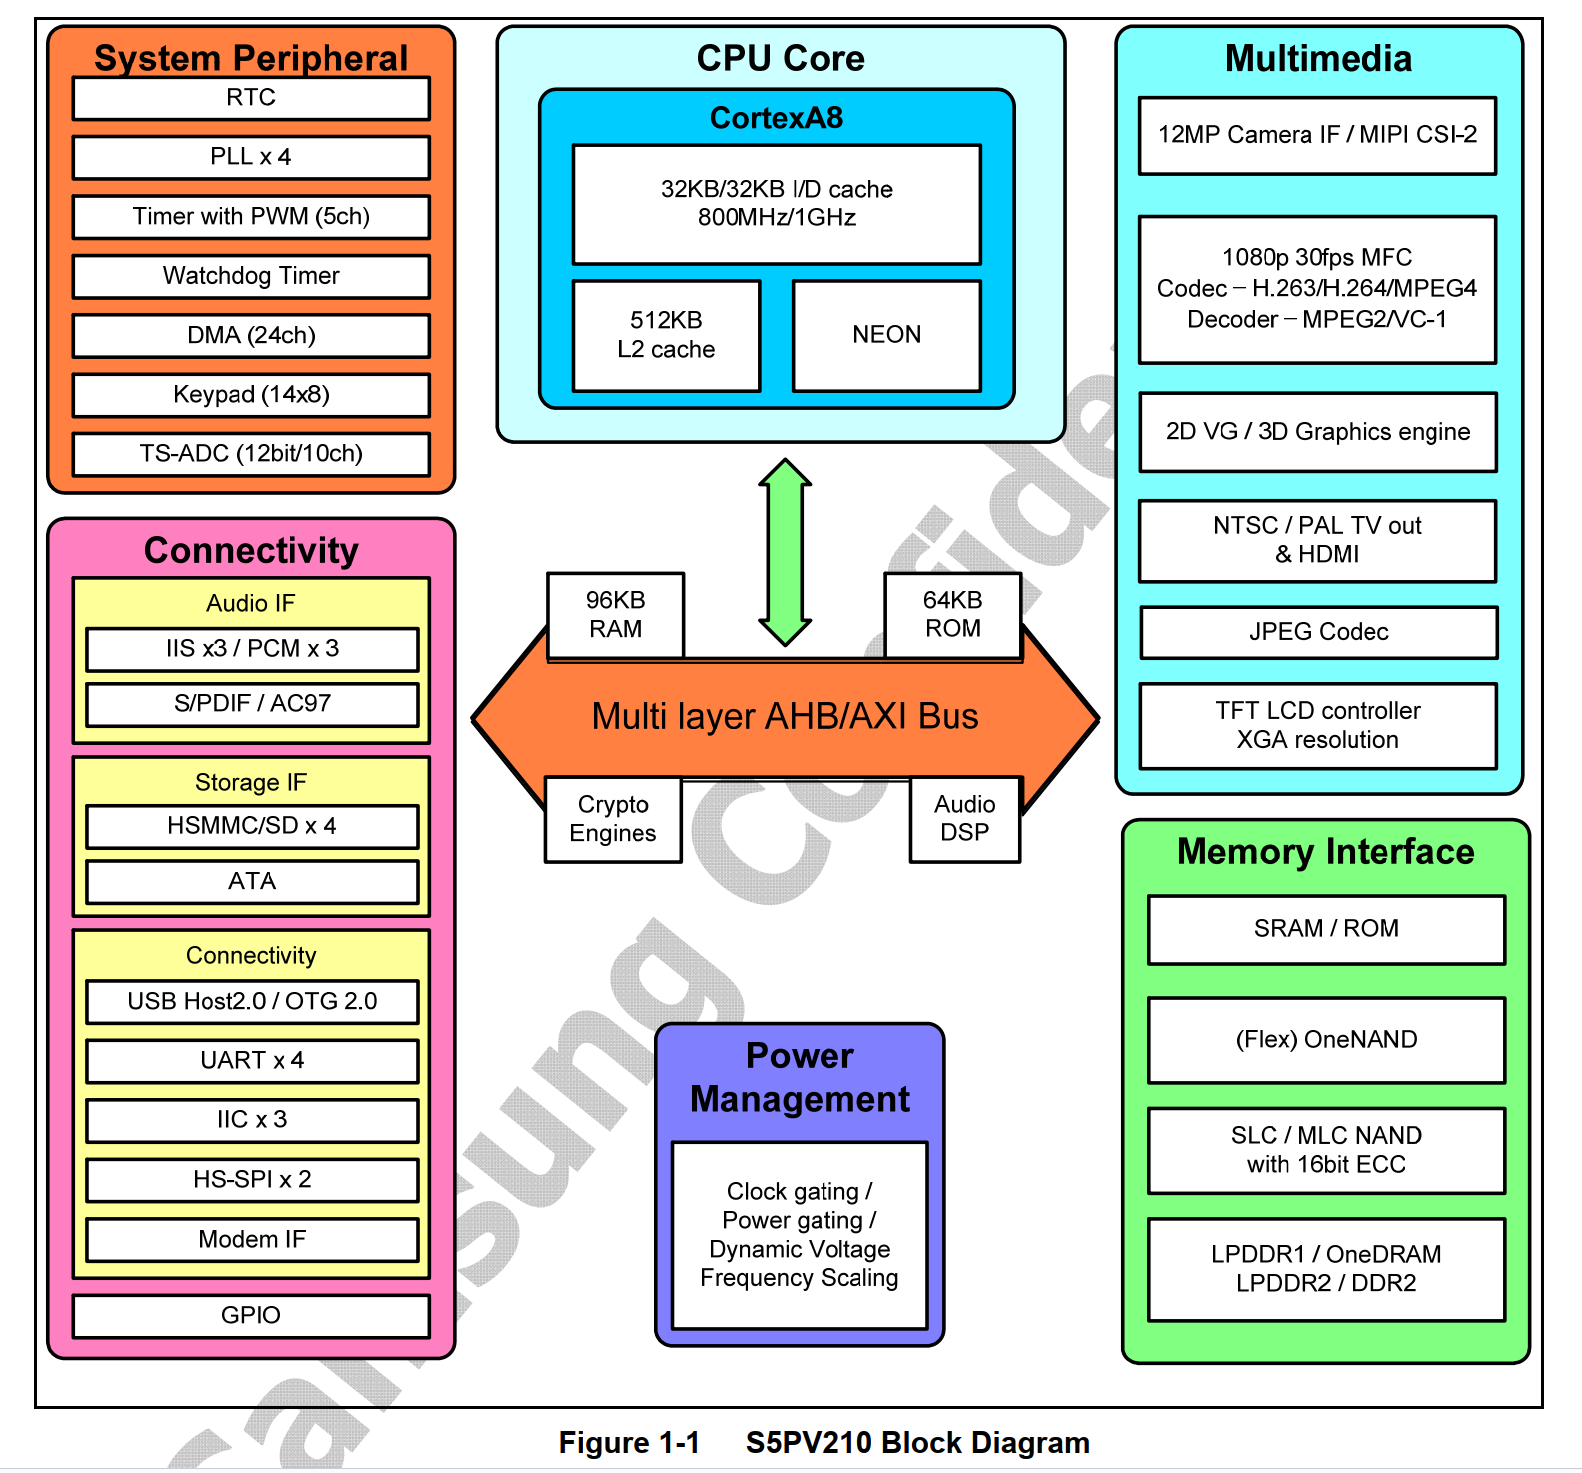 System Peripheral
RTC
PLL x 4
Timer with PWM (5ch)
Watchdog Timer
DMA (24ch)
Keypad (14x8)
TS-ADC (12bit/10ch)
Connectivity
Audio IF
IIS x3 / PCM x 3
S/PDIF / AC97
Storage IF
HSMMC/SD x 4
ATA
Connectivity
USB Host2.0 / OTG 2.0
UART x 4
IIC x 3
HS-SPI x 2
Modem IF
GPIO
CPU Core
CortexA8
32KB/32KB I/D cache
800MHz/1GHz
512KB
L2 cache
NEON
96KB
RAM
64KB
ROM
Multi layer AHB/AXI Bus
Crypto
Engines
Audio
DSP
Power
Management
Clock gating /
Power gating /
Dynamic Voltage
Frequency Scaling
Multimedia
12MP Camera IF / MIPI CSI-2
1080p 30fps MFC
Codec – H.263/H.264/MPEG4
Decoder – MPEG2/VC-1
2D VG / 3D Graphics engine
NTSC / PAL TV out
& HDMI
JPEG Codec
TFT LCD controller
XGA resolution
Memory Interface
SRAM / ROM
(Flex) OneNAND
SLC / MLC NAND
with 16bit ECC
LPDDR1 / OneDRAM
LPDDR2 / DDR2
Figure 1-1 S5PV210 Block Diagram